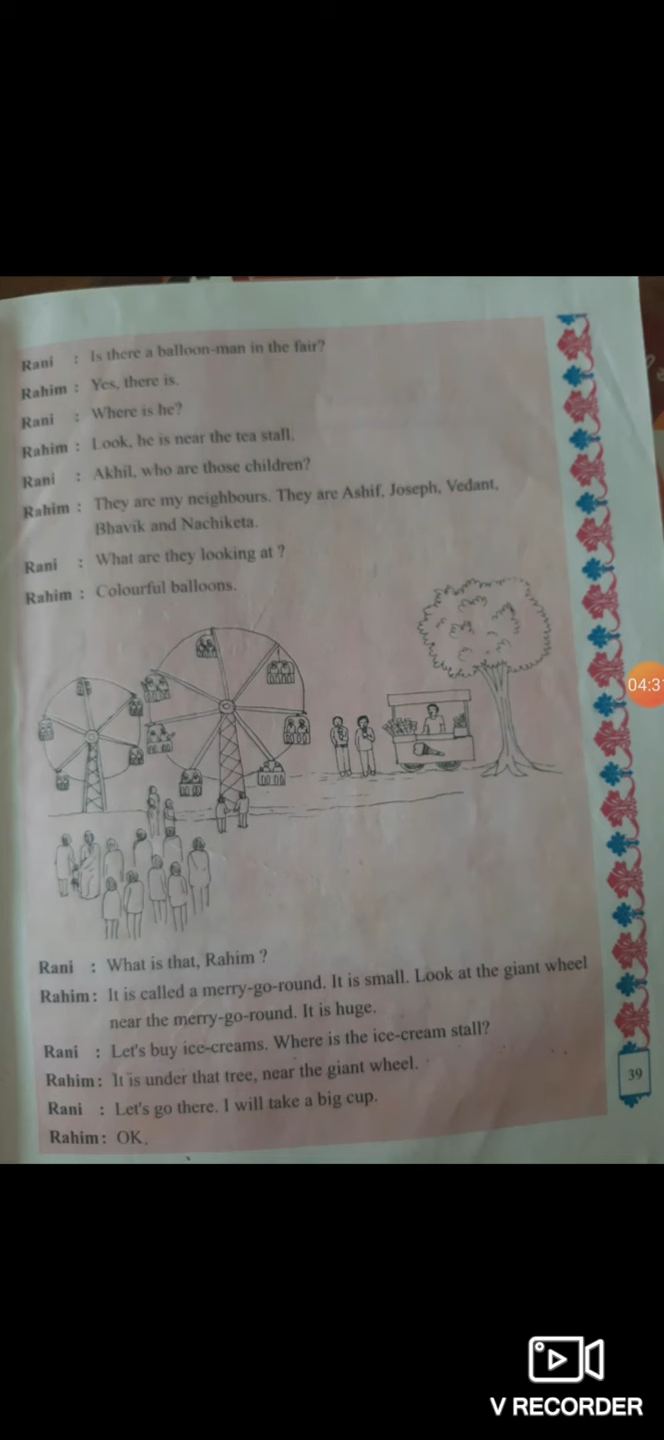 Rani : Is there a balloon-man in the fair?
Rahim : Yes, there is.
Rani : Where is he?
Rahim : Look, he is near the tea stall.
Rani : Akhil, who are those children?
Rahim : They are my neighbours. They are Ashif, Joseph, Vedant,
Bhavik and Nachiketa.
Rani : What are they looking at ?
Rahim : Colourful balloons.
04:3
Rani : What is that, Rahim ?
Rahim : It is called a merry-go-round. It is small. Look at the giant wheel
near the merry-go-round. It is huge.
Rani : Let's buy ice-creams. Where is the ice-cream stall?
Rahim: It is under that tree, near the giant wheel.
39
Rani : Let's go there. I will take a big cup.
Rahim: OK.
V RECORDER